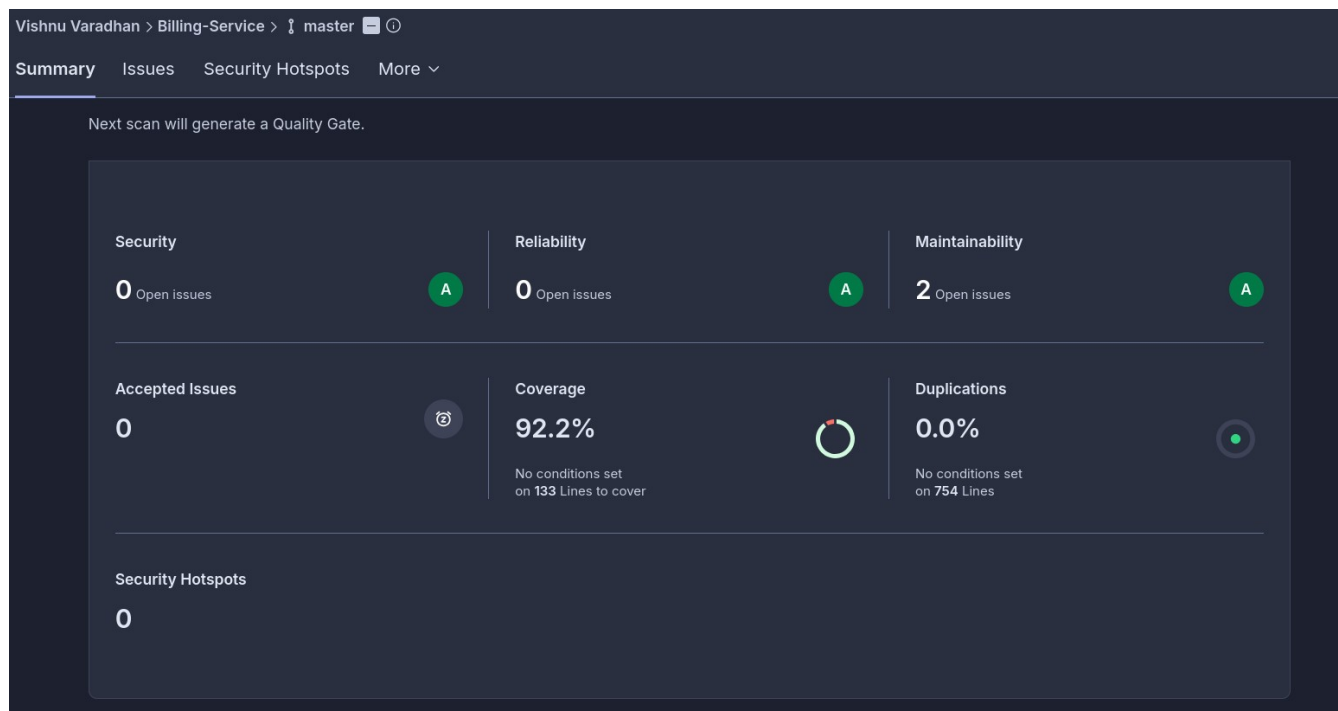 Vishnu Varadhan > Billing-Service > master
Summary Issues Security Hotspots More
Next scan will generate a Quality Gate.
Security
0 Open issues
A
Reliability
0 Open issues
A
Maintainability
2 Open issues
A
Accepted Issues
0
Coverage
92.2%
No conditions set
on 133 Lines to cover
Duplications
0.0%
No conditions set
on 754 Lines
Security Hotspots
0